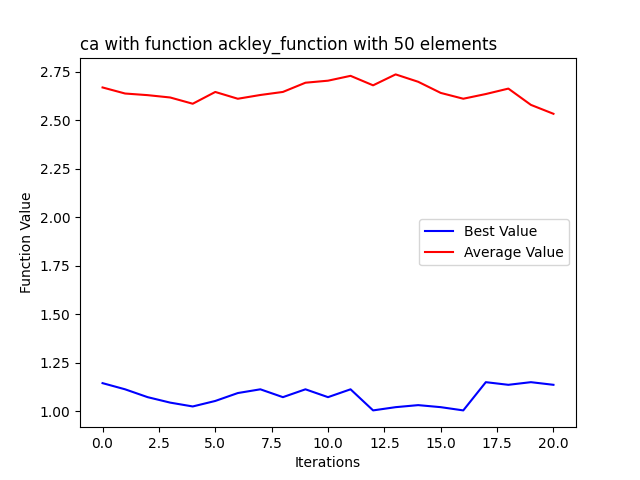 ca with function ackley_function with 50 elements
2.75
2.50
2.25
2.00
1.75
1.50
1.25
1.00
Function Value
Best Value
Average Value
0.0 2.5 5.0 7.5 10.0 12.5 15.0 17.5 20.0
Iterations